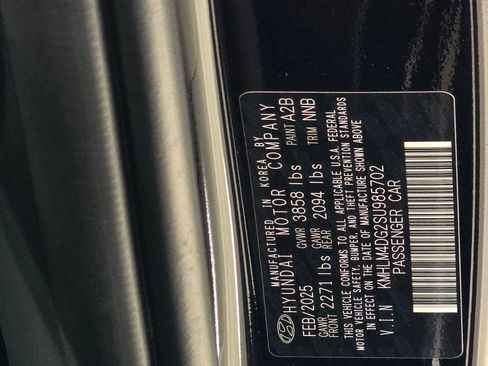 MANUFACTURED IN KOREA BY
HYUNDAI MOTOR COMPANY
FEB/2025 GVWR 3858 lbs PAINT A2B
GAWR FRONT 2271 lbs GAWR REAR 2094 lbs TRIM NNB
THIS VEHICLE CONFORMS TO ALL APPLICABLE U.S.A. FEDERAL
MOTOR VEHICLE SAFETY, BUMPER, AND THEFT PREVENTION STANDARDS
IN EFFECT ON THE DATE OF MANUFACTURE SHOWN ABOVE
V.I.N KMHLM4DG2SU985702
PASSENGER CAR